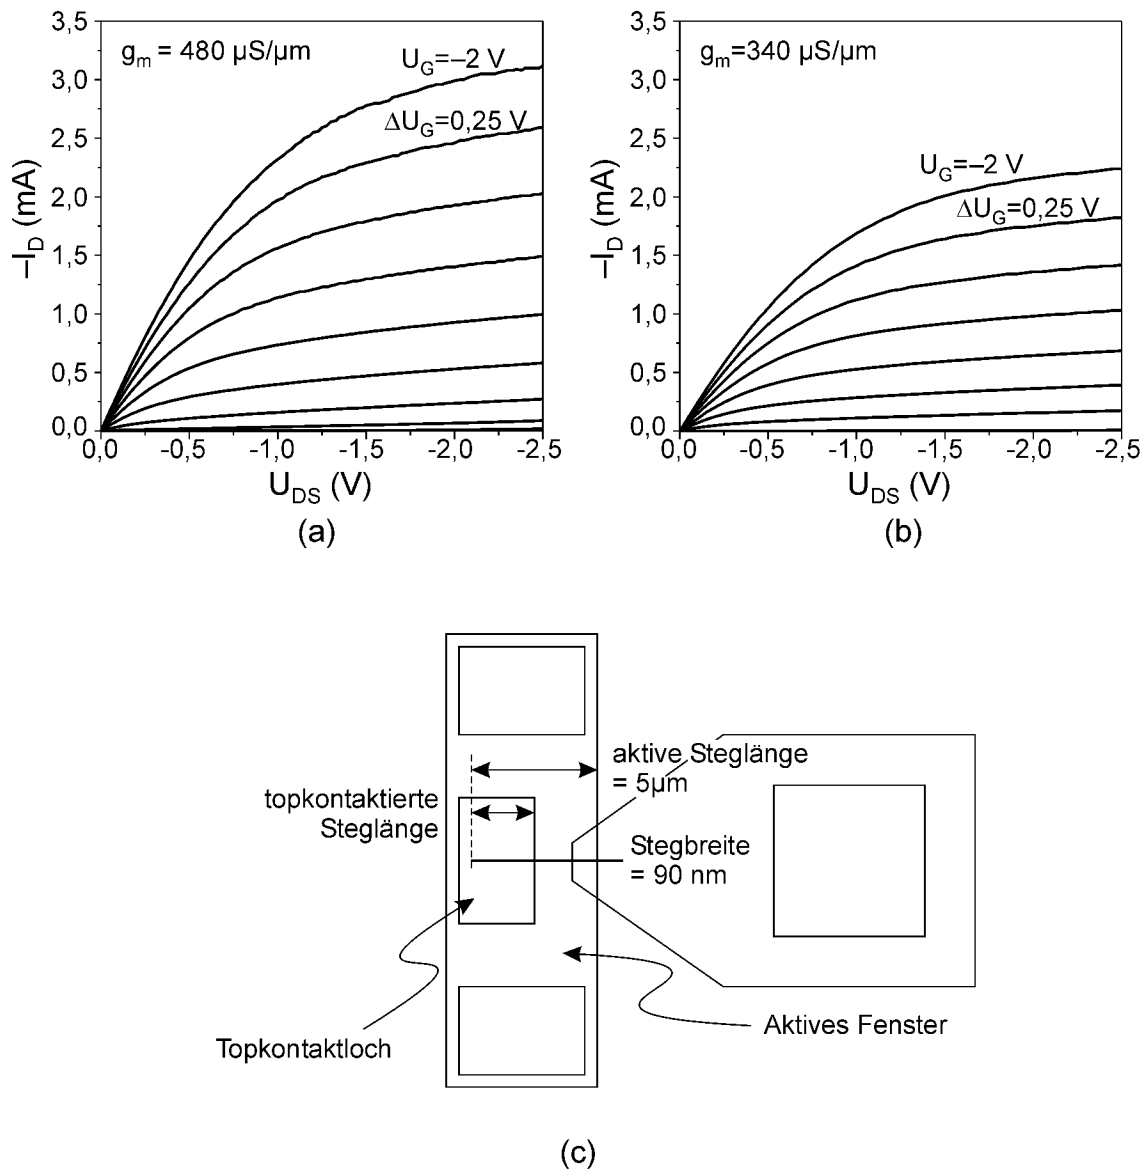 3,5
3,0
2,5
2,0
1,5
1,0
0,5
0,0
–I_D (mA)
g_m = 480 µS/µm
U_G=–2 V
ΔU_G=0,25 V
0,0 -0,5 -1,0 -1,5 -2,0 -2,5
U_DS (V)
(a)
3,5
3,0
2,5
2,0
1,5
1,0
0,5
0,0
–I_D (mA)
g_m=340 µS/µm
U_G=–2 V
ΔU_G=0,25 V
0,0 -0,5 -1,0 -1,5 -2,0 -2,5
U_DS (V)
(b)
aktive Steglänge
= 5µm
topkontaktierte
Steglänge
Stegbreite
= 90 nm
Topkontaktloch
Aktives Fenster
(c)